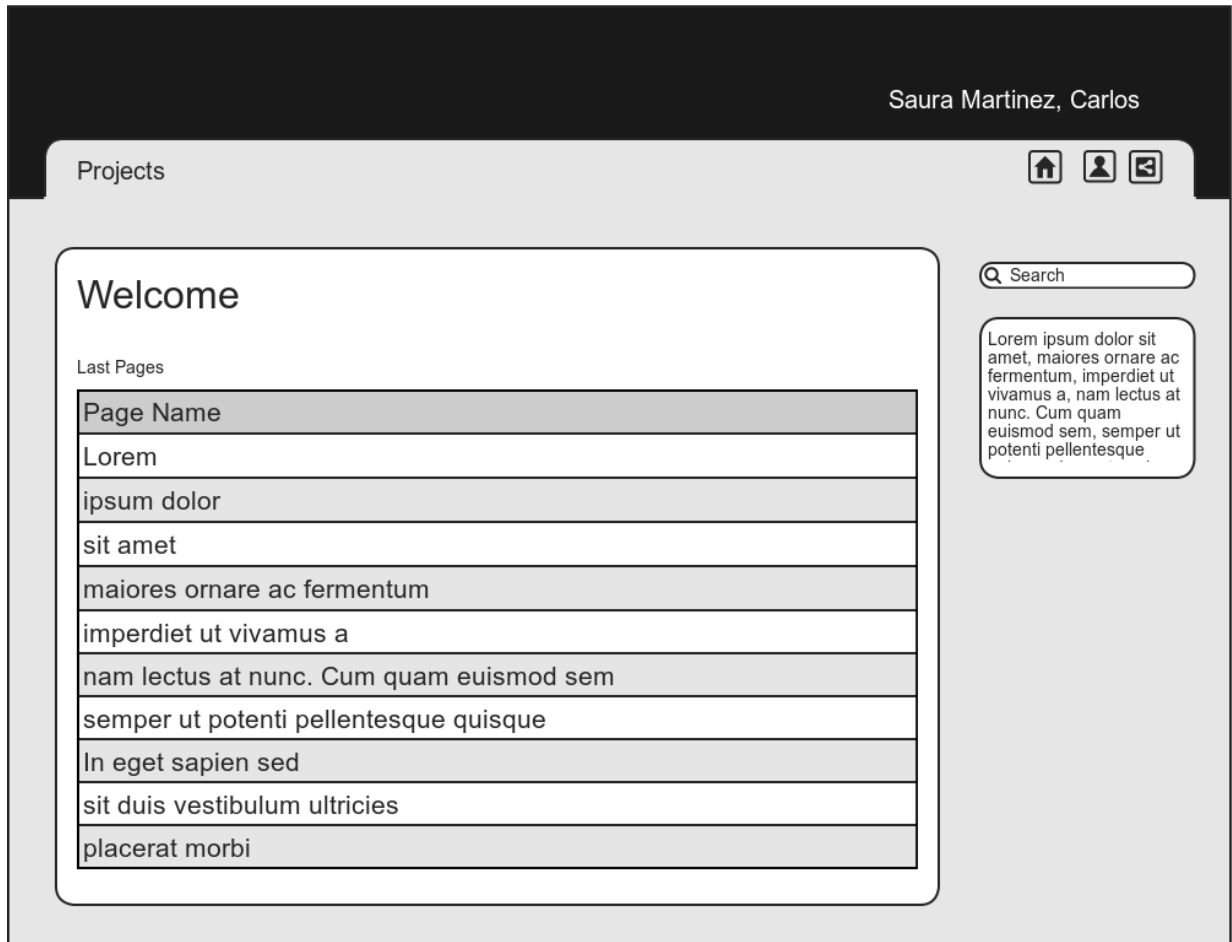 Saura Martinez, Carlos
Projects
Welcome
Last Pages
Page Name
Lorem
ipsum dolor
sit amet
maiores ornare ac fermentum
imperdiet ut vivamus a
nam lectus at nunc. Cum quam euismod sem
semper ut potenti pellentesque quisque
In eget sapien sed
sit duis vestibulum ultricies
placerat morbi
Search
Lorem ipsum dolor sit
amet, maiores ornare ac
fermentum, imperdiet ut
vivamus a, nam lectus at
nunc. Cum quam
euismod sem, semper ut
potenti pellentesque